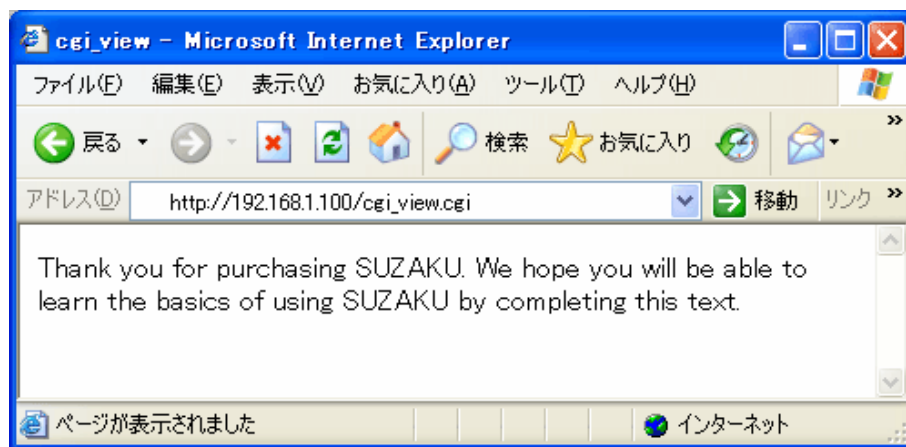 cgi_view - Microsoft Internet Explorer
ファイル(F) 編集(E) 表示(V) お気に入り(A) ツール(T) ヘルプ(H)
戻る 検索 お気に入り »
アドレス(D) http://192.168.1.100/cgi_view.cgi 移動 リンク »
Thank you for purchasing SUZAKU. We hope you will be able to
learn the basics of using SUZAKU by completing this text.
ページが表示されました インターネット